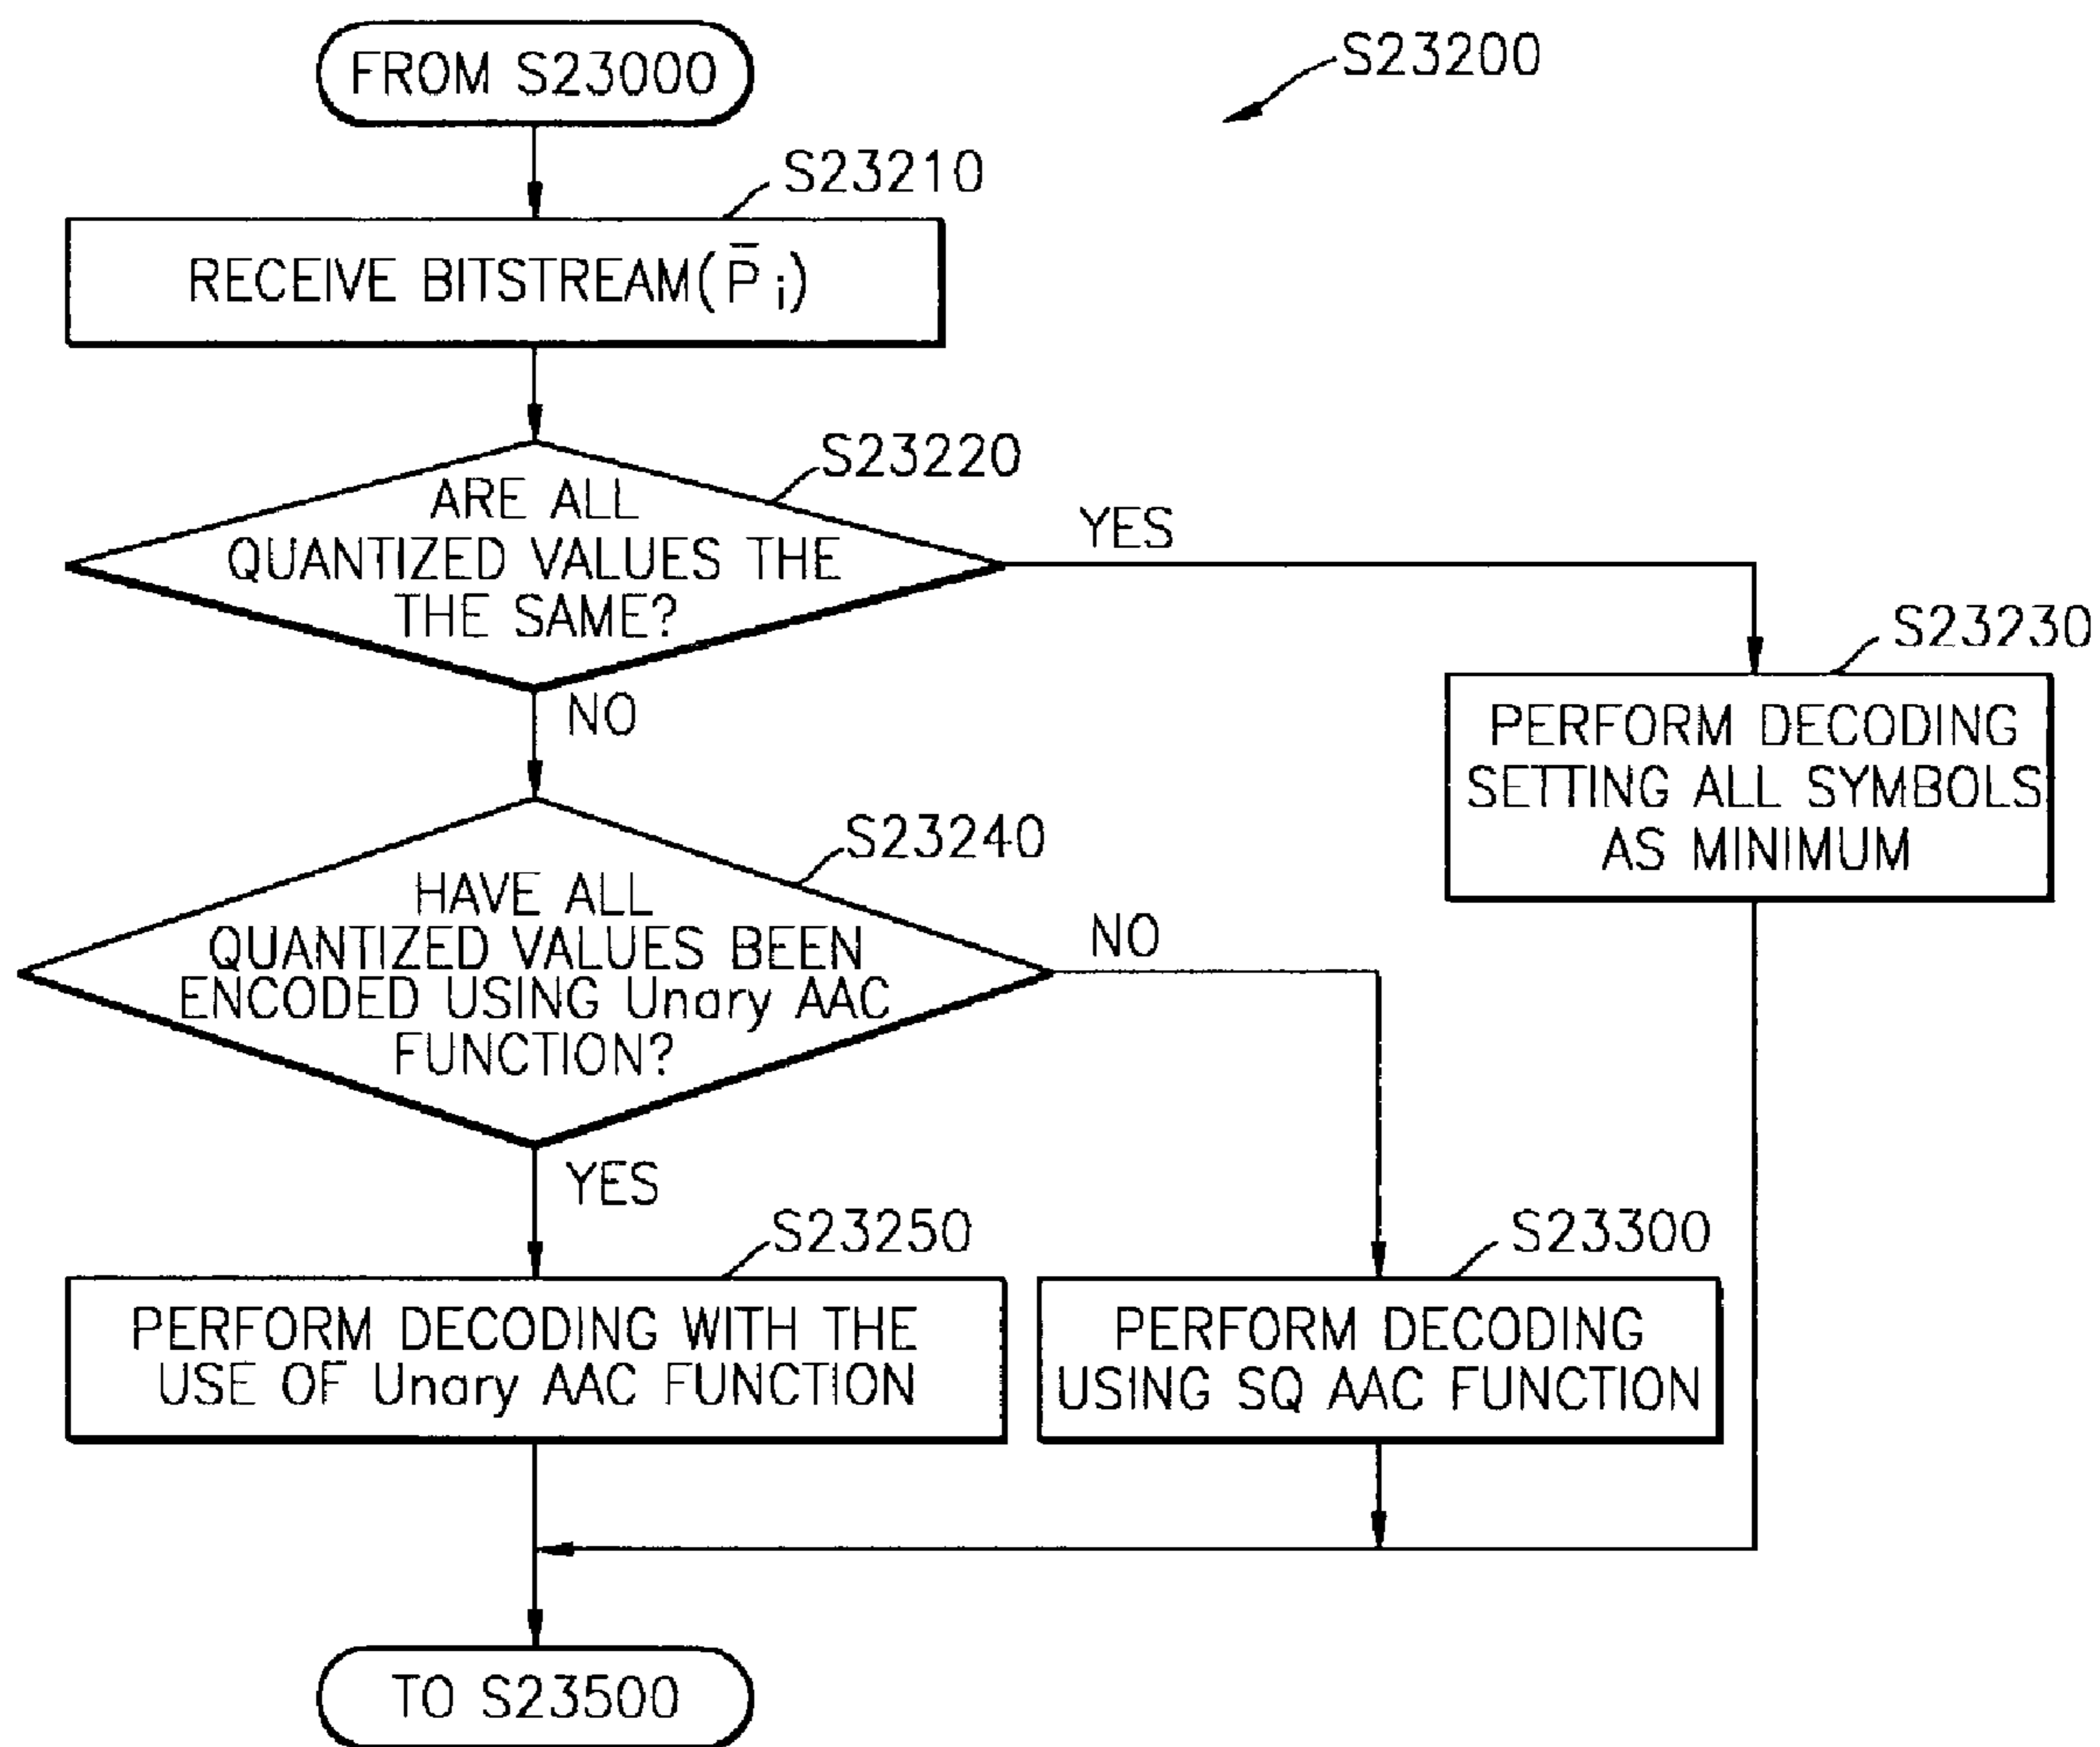 FROM S23000
S23200
S23210
RECEIVE BITSTREAM(P̄ i)
S23220
ARE ALL
QUANTIZED VALUES THE
THE SAME?
YES
NO
S23230
PERFORM DECODING
SETTING ALL SYMBOLS
AS MINIMUM
S23240
HAVE ALL
QUANTIZED VALUES BEEN
ENCODED USING Unary AAC
FUNCTION?
NO
YES
S23250
PERFORM DECODING WITH THE
USE OF Unary AAC FUNCTION
S23300
PERFORM DECODING
USING SQ AAC FUNCTION
TO S23500